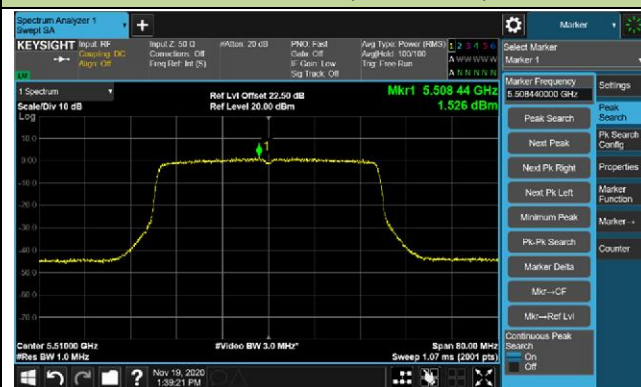 Spectrum Analyzer 1
Swept SA
+
Marker
KEYSIGHT
Input: RF
Coupling: DC
Align: Off
Input Z: 50 Ω
Corrections: Off
Freq Ref: Int (S)
#Atten: 20 dB
PNO: Fast
Gate: Off
IF Gain: Low
Sig Track: Off
Avg Type: Power (RMS)
Avg|Hold: 100/100
Trig: Free Run
1 2 3 4 5 6
A W W W W W
A N N N N N
Select Marker
Marker 1
1 Spectrum
Scale/Div 10 dB
Log
Ref Lvl Offset 22.50 dB
Ref Level 20.00 dBm
Mkr1 5.508 44 GHz
1.526 dBm
10.0
0.00
-10.0
-20.0
-30.0
-40.0
-50.0
-60.0
-70.0
1
Center 5.51000 GHz
#Res BW 1.0 MHz
#Video BW 3.0 MHz*
Span 80.00 MHz
Sweep 1.07 ms (2001 pts)
Marker Frequency
5.508440000 GHz
Peak Search
Next Peak
Next Pk Right
Next Pk Left
Minimum Peak
Pk-Pk Search
Marker Delta
Mkr→CF
Mkr→Ref Lvl
Continuous Peak
Search
On
Off
Settings
Peak
Search
Pk Search
Config
Properties
Marker
Function
Marker→
Counter
?
Nov 19, 2020
1:39:21 PM